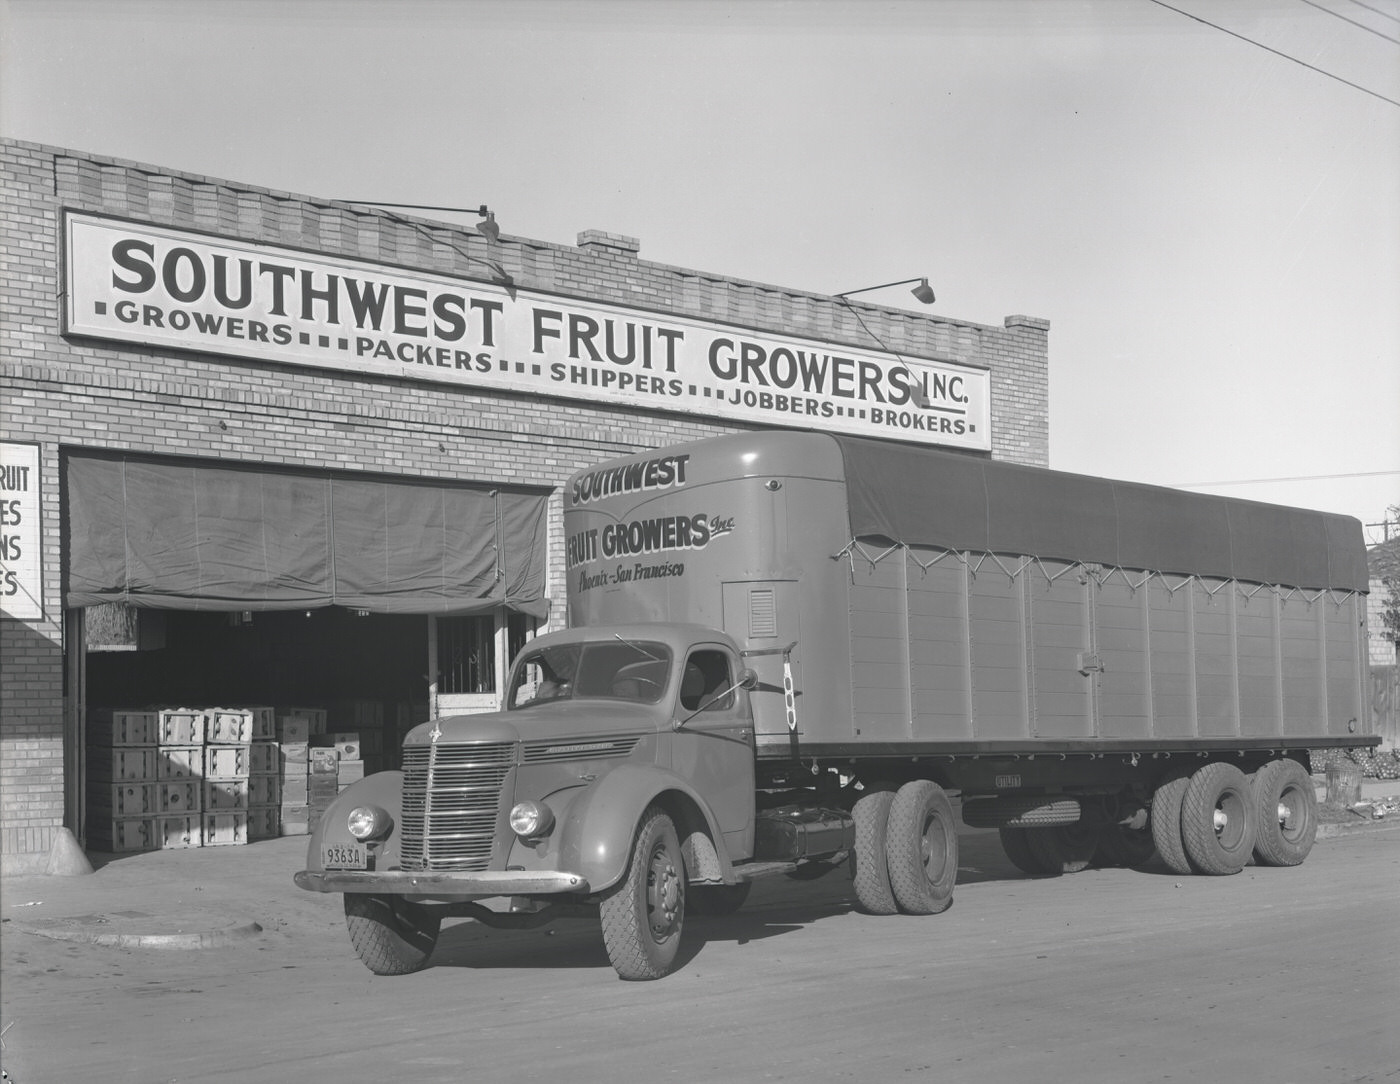 SOUTHWEST FRUIT GROWERS INC.
▪GROWERS▪▪▪▪PACKERS▪▪▪▪SHIPPERS▪▪▪▪JOBBERS▪▪▪▪BROKERS▪
RUIT
ES
NS
ES
SOUTHWEST
FRUIT GROWERS Inc.
Phoenix-San Francisco
9363A
UTILITY